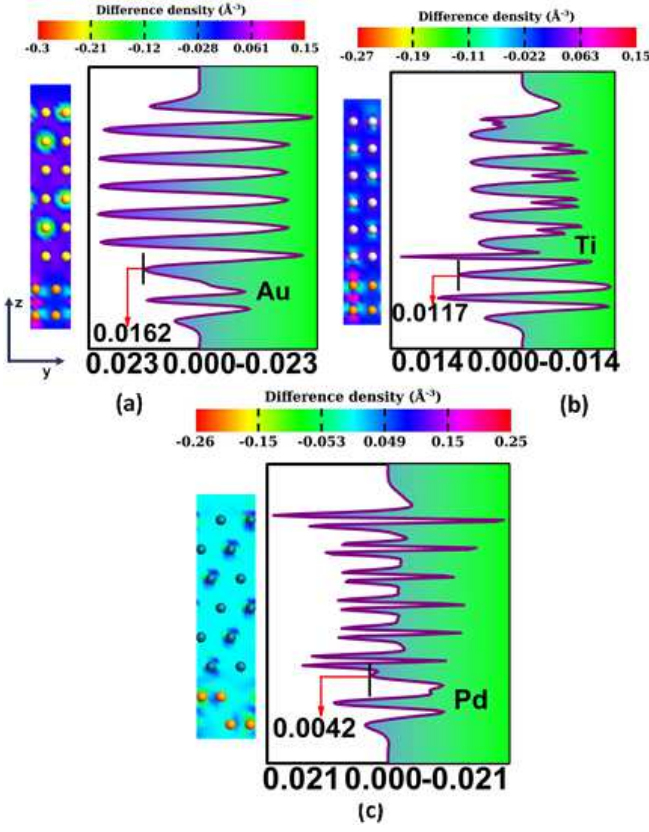 Difference density (Å⁻³)
-0.3 -0.21 -0.12 -0.028 0.061 0.15
Au
0.0162
0.023 0.000-0.023
z
y
(a)
Difference density (Å⁻³)
-0.27 -0.19 -0.11 -0.022 0.063 0.15
Ti
0.0117
0.014 0.000-0.014
(b)
Difference density (Å⁻³)
-0.26 -0.15 -0.053 0.049 0.15 0.25
Pd
0.0042
0.021 0.000-0.021
(c)